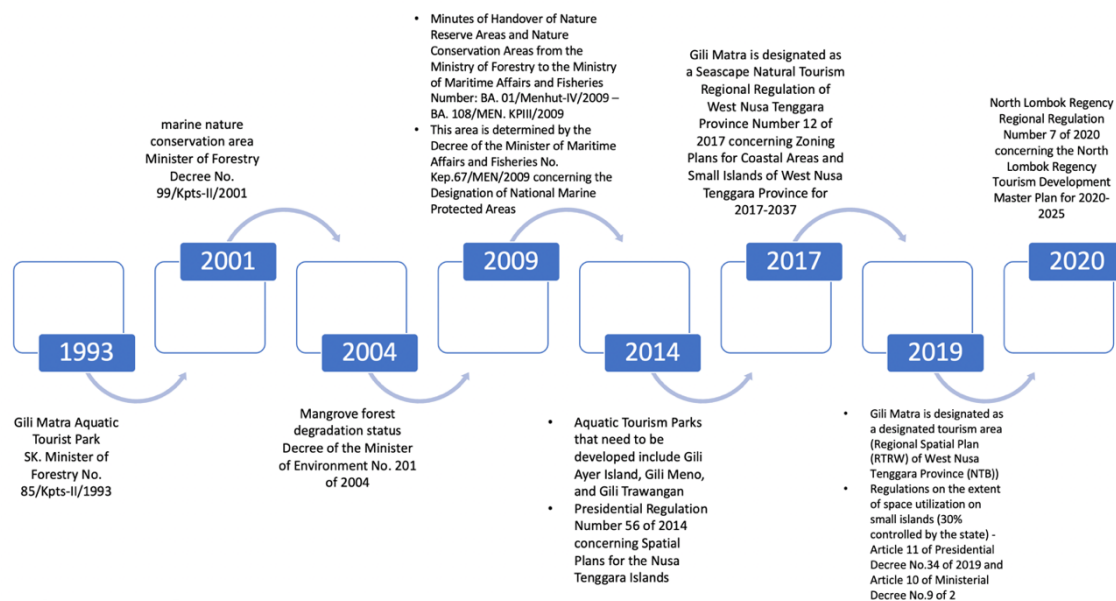 1993
Gili Matra Aquatic
Tourist Park
SK. Minister of
Forestry No.
85/Kpts-II/1993
marine nature
conservation area
Minister of Forestry
Decree No.
99/Kpts-II/2001
2001
2004
Mangrove forest
degradation status
Decree of the Minister
of Environment No. 201
of 2004
• Minutes of Handover of Nature
Reserve Areas and Nature
Conservation Areas from the
Ministry of Forestry to the Ministry
of Maritime Affairs and Fisheries
Number: BA. 01/Menhut-IV/2009 –
BA. 108/MEN. KPIII/2009
• This area is determined by the
Decree of the Minister of Maritime
Affairs and Fisheries No.
Kep.67/MEN/2009 concerning the
Designation of National Marine
Protected Areas
2009
2014
• Aquatic Tourism Parks
that need to be
developed include Gili
Ayer Island, Gili Meno,
and Gili Trawangan
• Presidential Regulation
Number 56 of 2014
concerning Spatial
Plans for the Nusa
Tenggara Islands
Gili Matra is designated as
a Seascape Natural Tourism
Regional Regulation of
West Nusa Tenggara
Province Number 12 of
2017 concerning Zoning
Plans for Coastal Areas and
Small Islands of West Nusa
Tenggara Province for
2017-2037
2017
2019
• Gili Matra is designated as
a designated tourism area
(Regional Spatial Plan
(RTRW) of West Nusa
Tenggara Province (NTB))
• Regulations on the extent
of space utilization on
small islands (30%
controlled by the state) -
Article 11 of Presidential
Decree No.34 of 2019 and
Article 10 of Ministerial
Decree No.9 of 2
North Lombok Regency
Regional Regulation
Number 7 of 2020
concerning the North
Lombok Regency
Tourism Development
Master Plan for 2020-
2025
2020